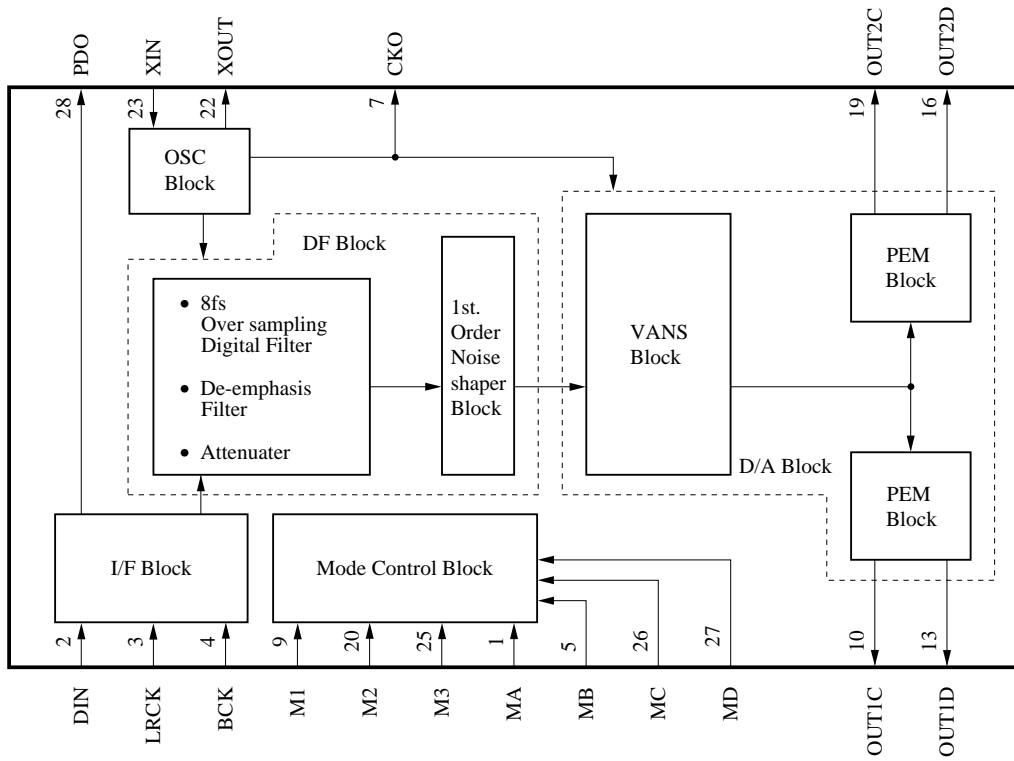 PDO
XIN
XOUT
CKO
OUT2C
OUT2D
28
23
22
7
19
16
OSC
Block
DF Block
● 8fs
Over sampling
Digital Filter
● De-emphasis
Filter
● Attenuater
1st.
Order
Noise
shaper
Block
VANS
Block
PEM
Block
D/A Block
PEM
Block
I/F Block
Mode Control Block
2
3
4
9
20
25
1
5
26
27
10
13
DIN
LRCK
BCK
M1
M2
M3
MA
MB
MC
MD
OUT1C
OUT1D